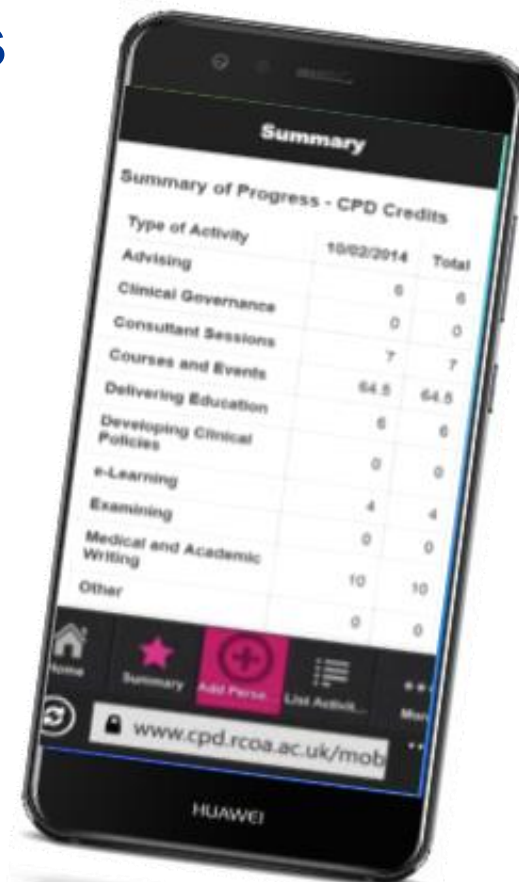 s
Summary
Summary of Progress - CPD Credits
Type of Activity 10/02/2014 Total
Advising 6 6
Clinical Governance 0 0
Consultant Sessions 7 7
Courses and Events 64.5 64.5
Delivering Education 6 6
Developing Clinical
Policies 0 0
e-Learning 4 4
Examining 0 0
Medical and Academic
Writing 10 10
Other 0 0
Home Summary Add Perso... List Activit... More
www.cpd.rcoa.ac.uk/mob
HUAWEI